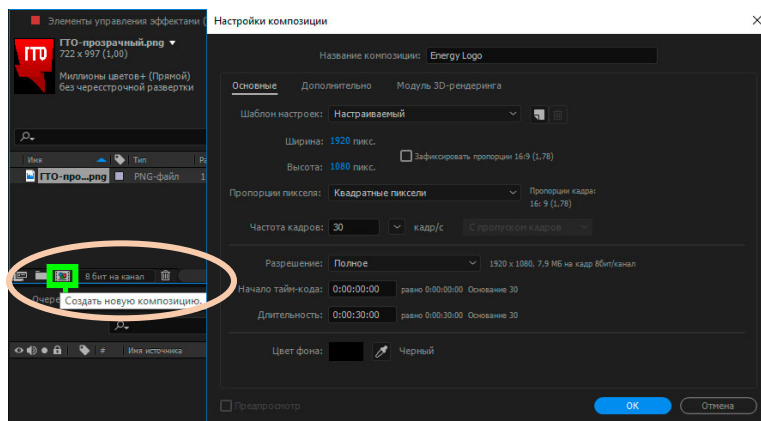 Элементы управления эффектами (
ГТО
ГТО-прозрачный.png
722 x 997 (1,00)
Миллионы цветов+ (Прямой)
без чересстрочной развертки
Имя
Тип
Ра
ГТО-про...png
PNG-файл
1
8 бит на канал
Очере
Создать новую композицию.
#
Имя источника
Настройки композиции
Название композиции: Energy Logo
Основные
Дополнительно
Модуль 3D-рендеринга
Шаблон настроек: Настраиваемый
Ширина: 1920 пикс.
Зафиксировать пропорции 16:9 (1,78)
Высота: 1080 пикс.
Пропорции пикселя: Квадратные пиксели
Пропорции кадра:
16: 9 (1,78)
Частота кадров: 30 кадр/с С пропуском кадров
Разрешение: Полное 1920 x 1080, 7,9 МБ на кадр 8бит/канал
Начало тайм-кода: 0:00:00:00 равно 0:00:00:00 Основание 30
Длительность: 0:00:30:00 равно 0:00:30:00 Основание 30
Цвет фона: Черный
Предпросмотр
ОК
Отмена